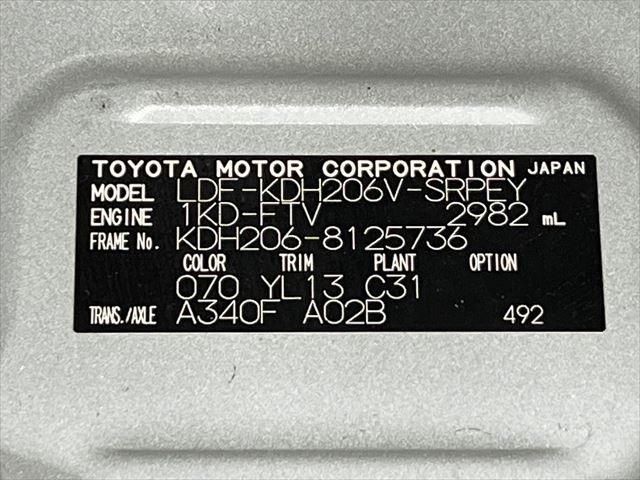 TOYOTA MOTOR CORPORATION JAPAN
MODEL LDF-KDH206V-SRPEY
ENGINE 1KD-FTV 2982 mL
FRAME No. KDH206-8125736
COLOR TRIM PLANT OPTION
070 YL13 C31
TRANS./AXLE A340F A02B 492